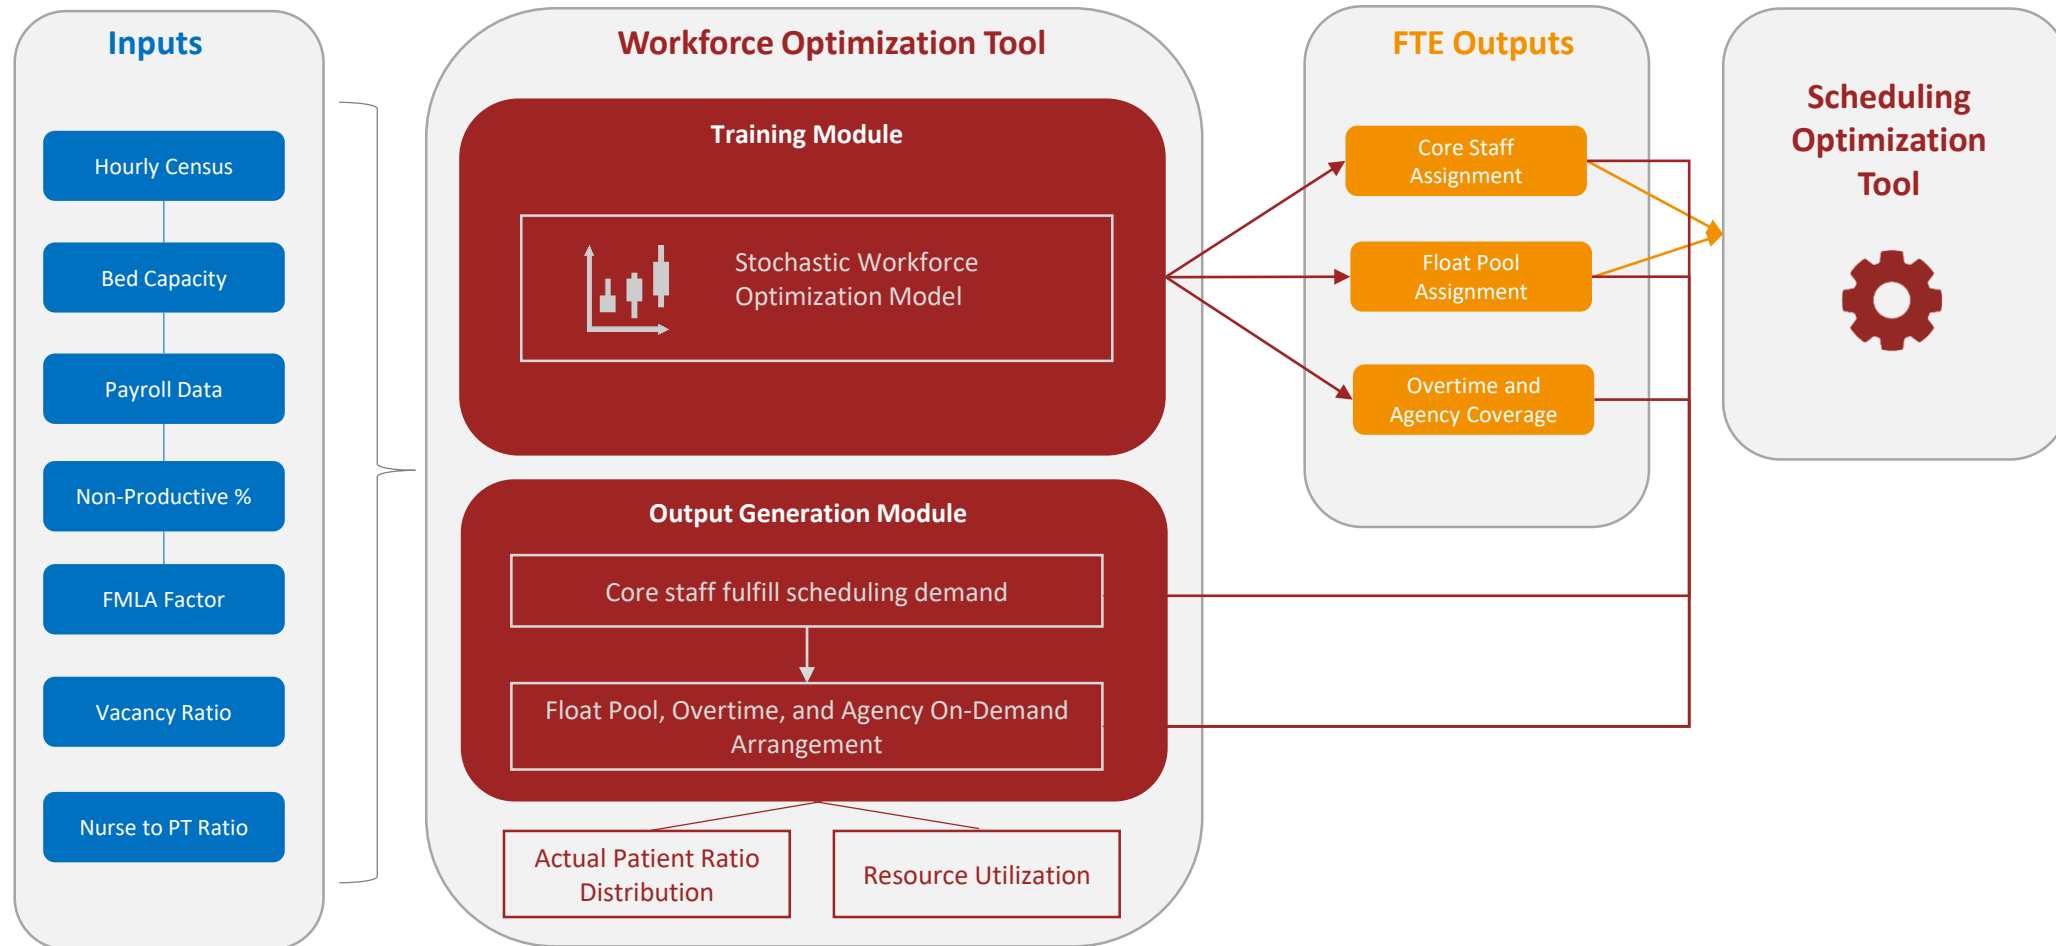 Inputs
Hourly Census
Bed Capacity
Payroll Data
Non-Productive %
FMLA Factor
Vacancy Ratio
Nurse to PT Ratio
Workforce Optimization Tool
Training Module
Stochastic Workforce
Optimization Model
Output Generation Module
Core staff fulfill scheduling demand
Float Pool, Overtime, and Agency On-Demand
Arrangement
Actual Patient Ratio
Distribution
Resource Utilization
FTE Outputs
Core Staff
Assignment
Float Pool
Assignment
Overtime and
Agency Coverage
Scheduling
Optimization
Tool